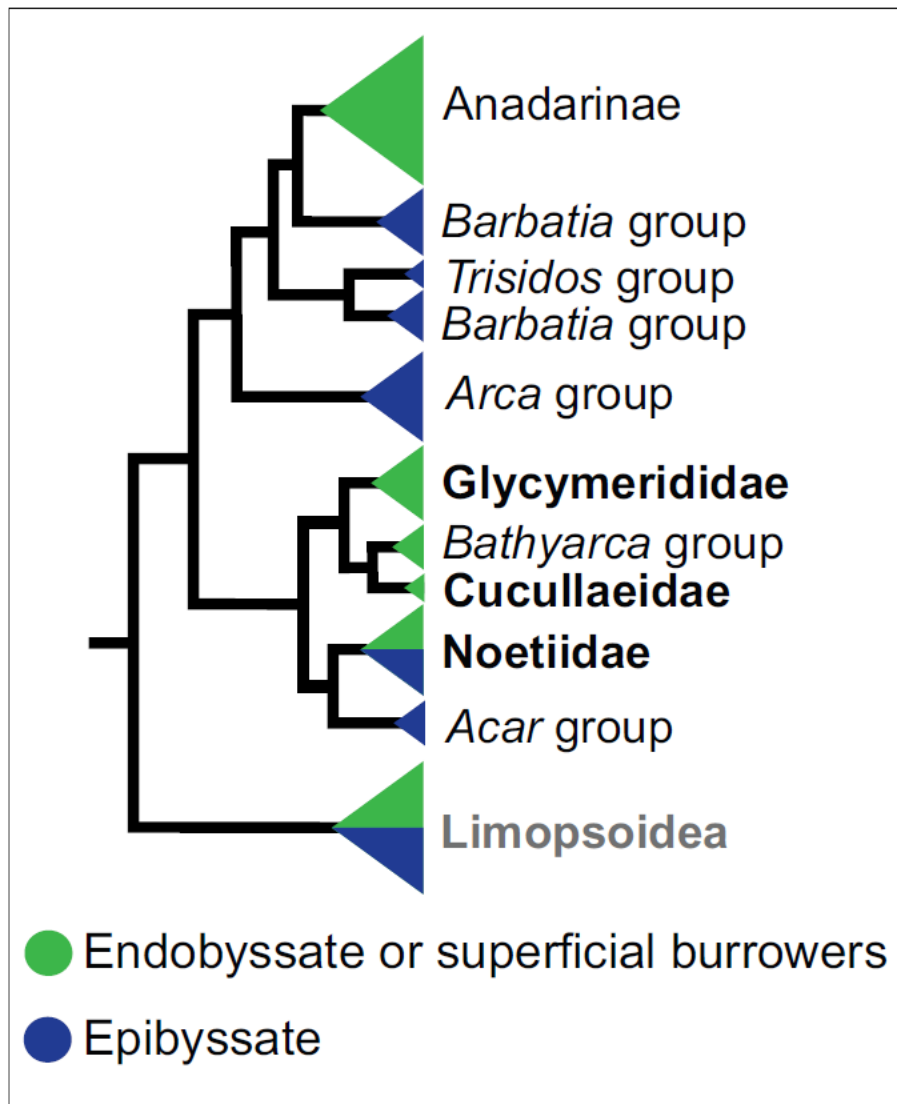 Anadarinae
Barbatia group
Trisidos group
Barbatia group
Arca group
Glycymerididae
Bathyarca group
Cucullaeidae
Noetiidae
Acar group
Limopsoidea
Endobyssate or superficial burrowers
Epibyssate